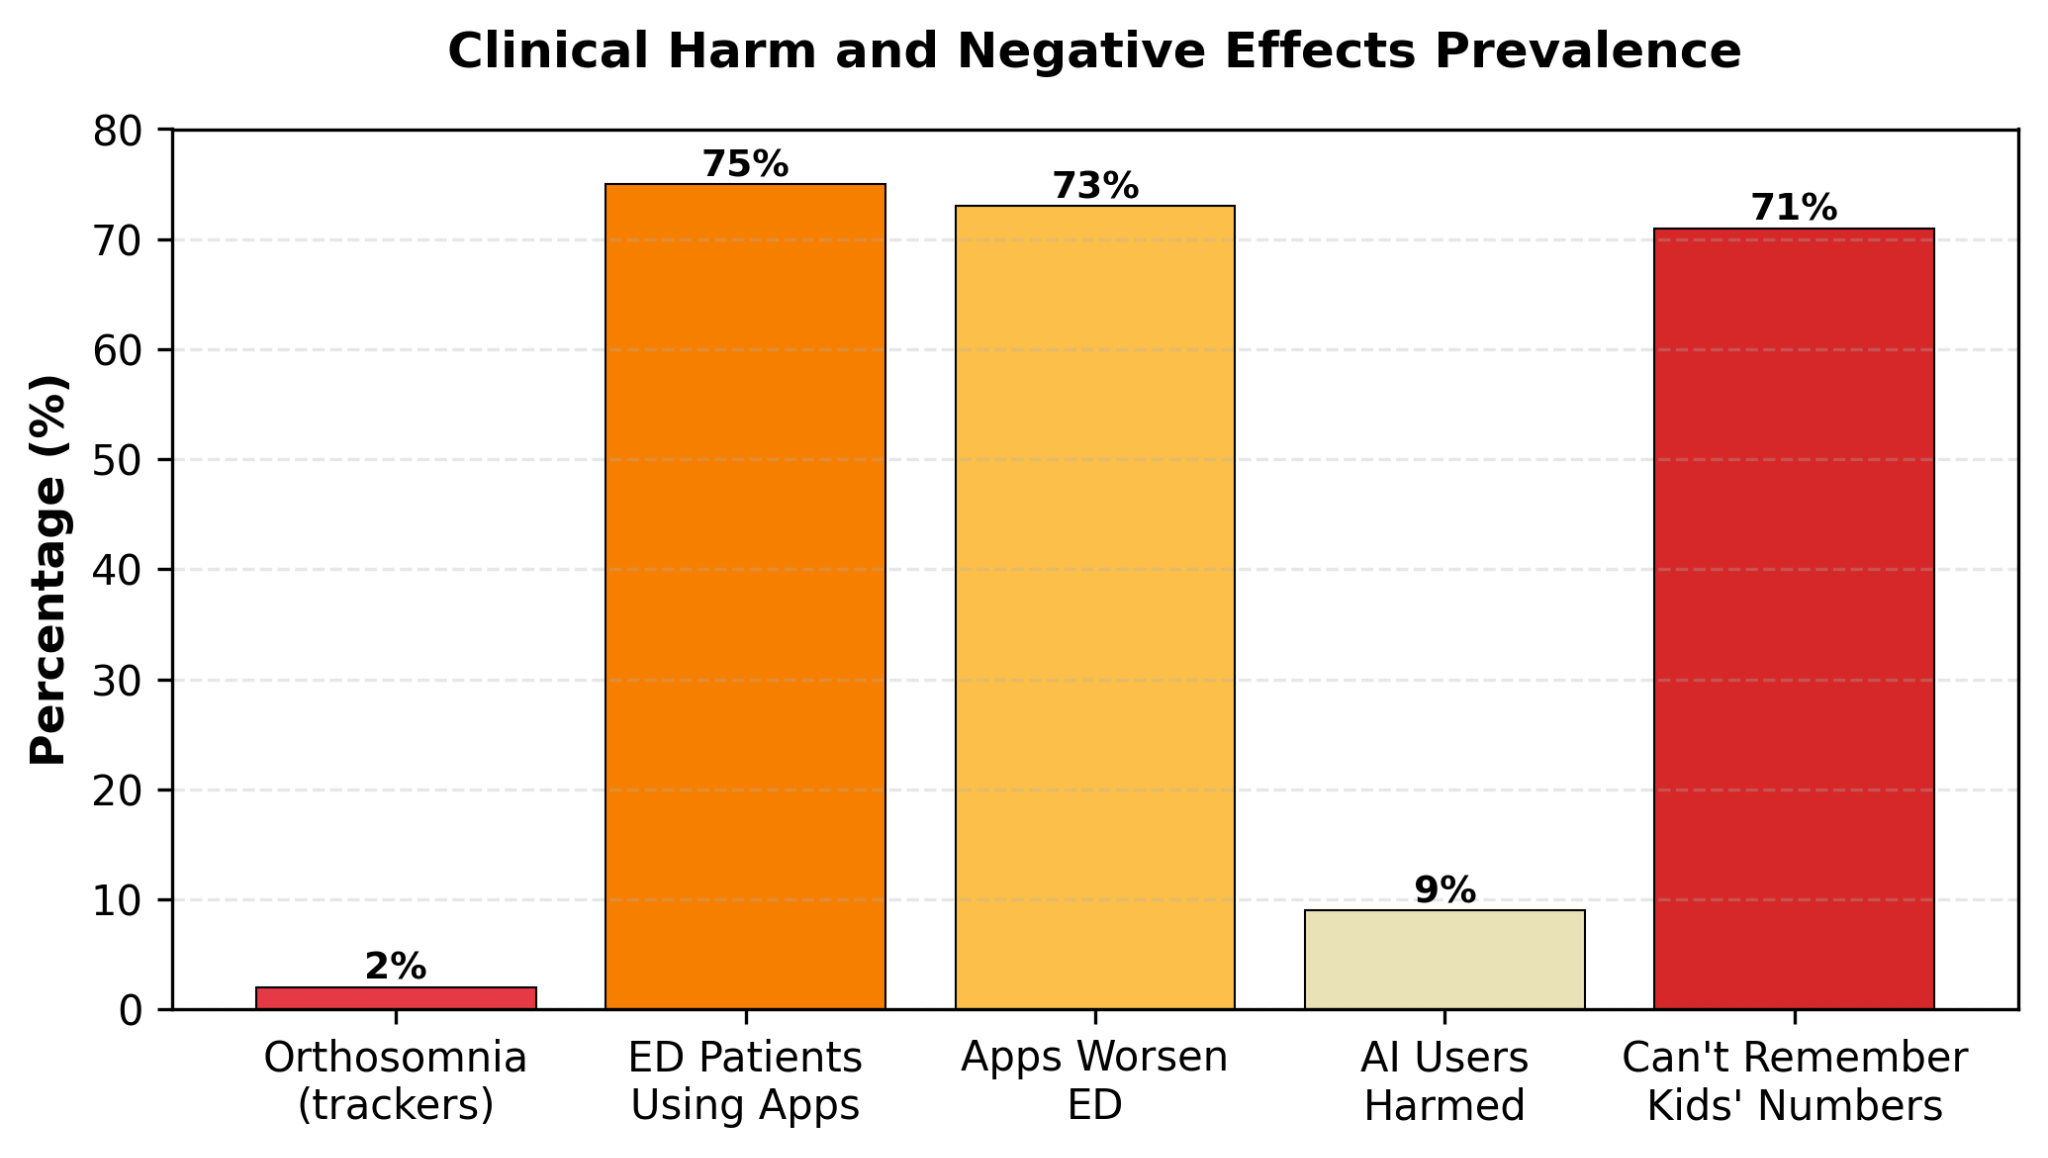 Clinical Harm and Negative Effects Prevalence
Percentage (%)
80
70
60
50
40
30
20
10
0
2%
75%
73%
9%
71%
Orthosomnia
(trackers)
ED Patients
Using Apps
Apps Worsen
ED
AI Users
Harmed
Can't Remember
Kids' Numbers